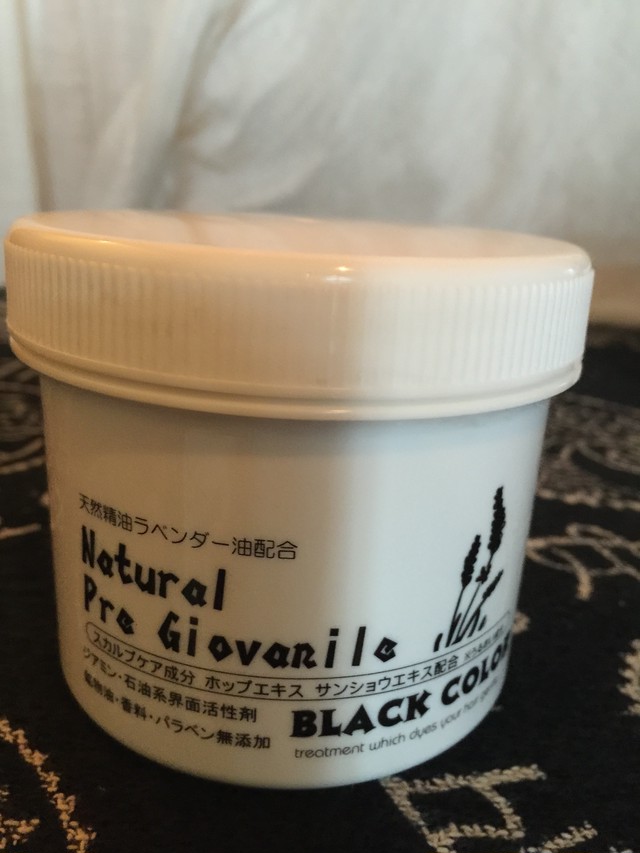 天然精油ラベンダー油配合
Natural
Pre Giovanile
スカルプケア成分 ホップエキス サンショウエキス配合
ジアミン・石油系界面活性剤
鉱物油・香料・パラベン無添加
BLACK COLOR
treatment which dyes your hair